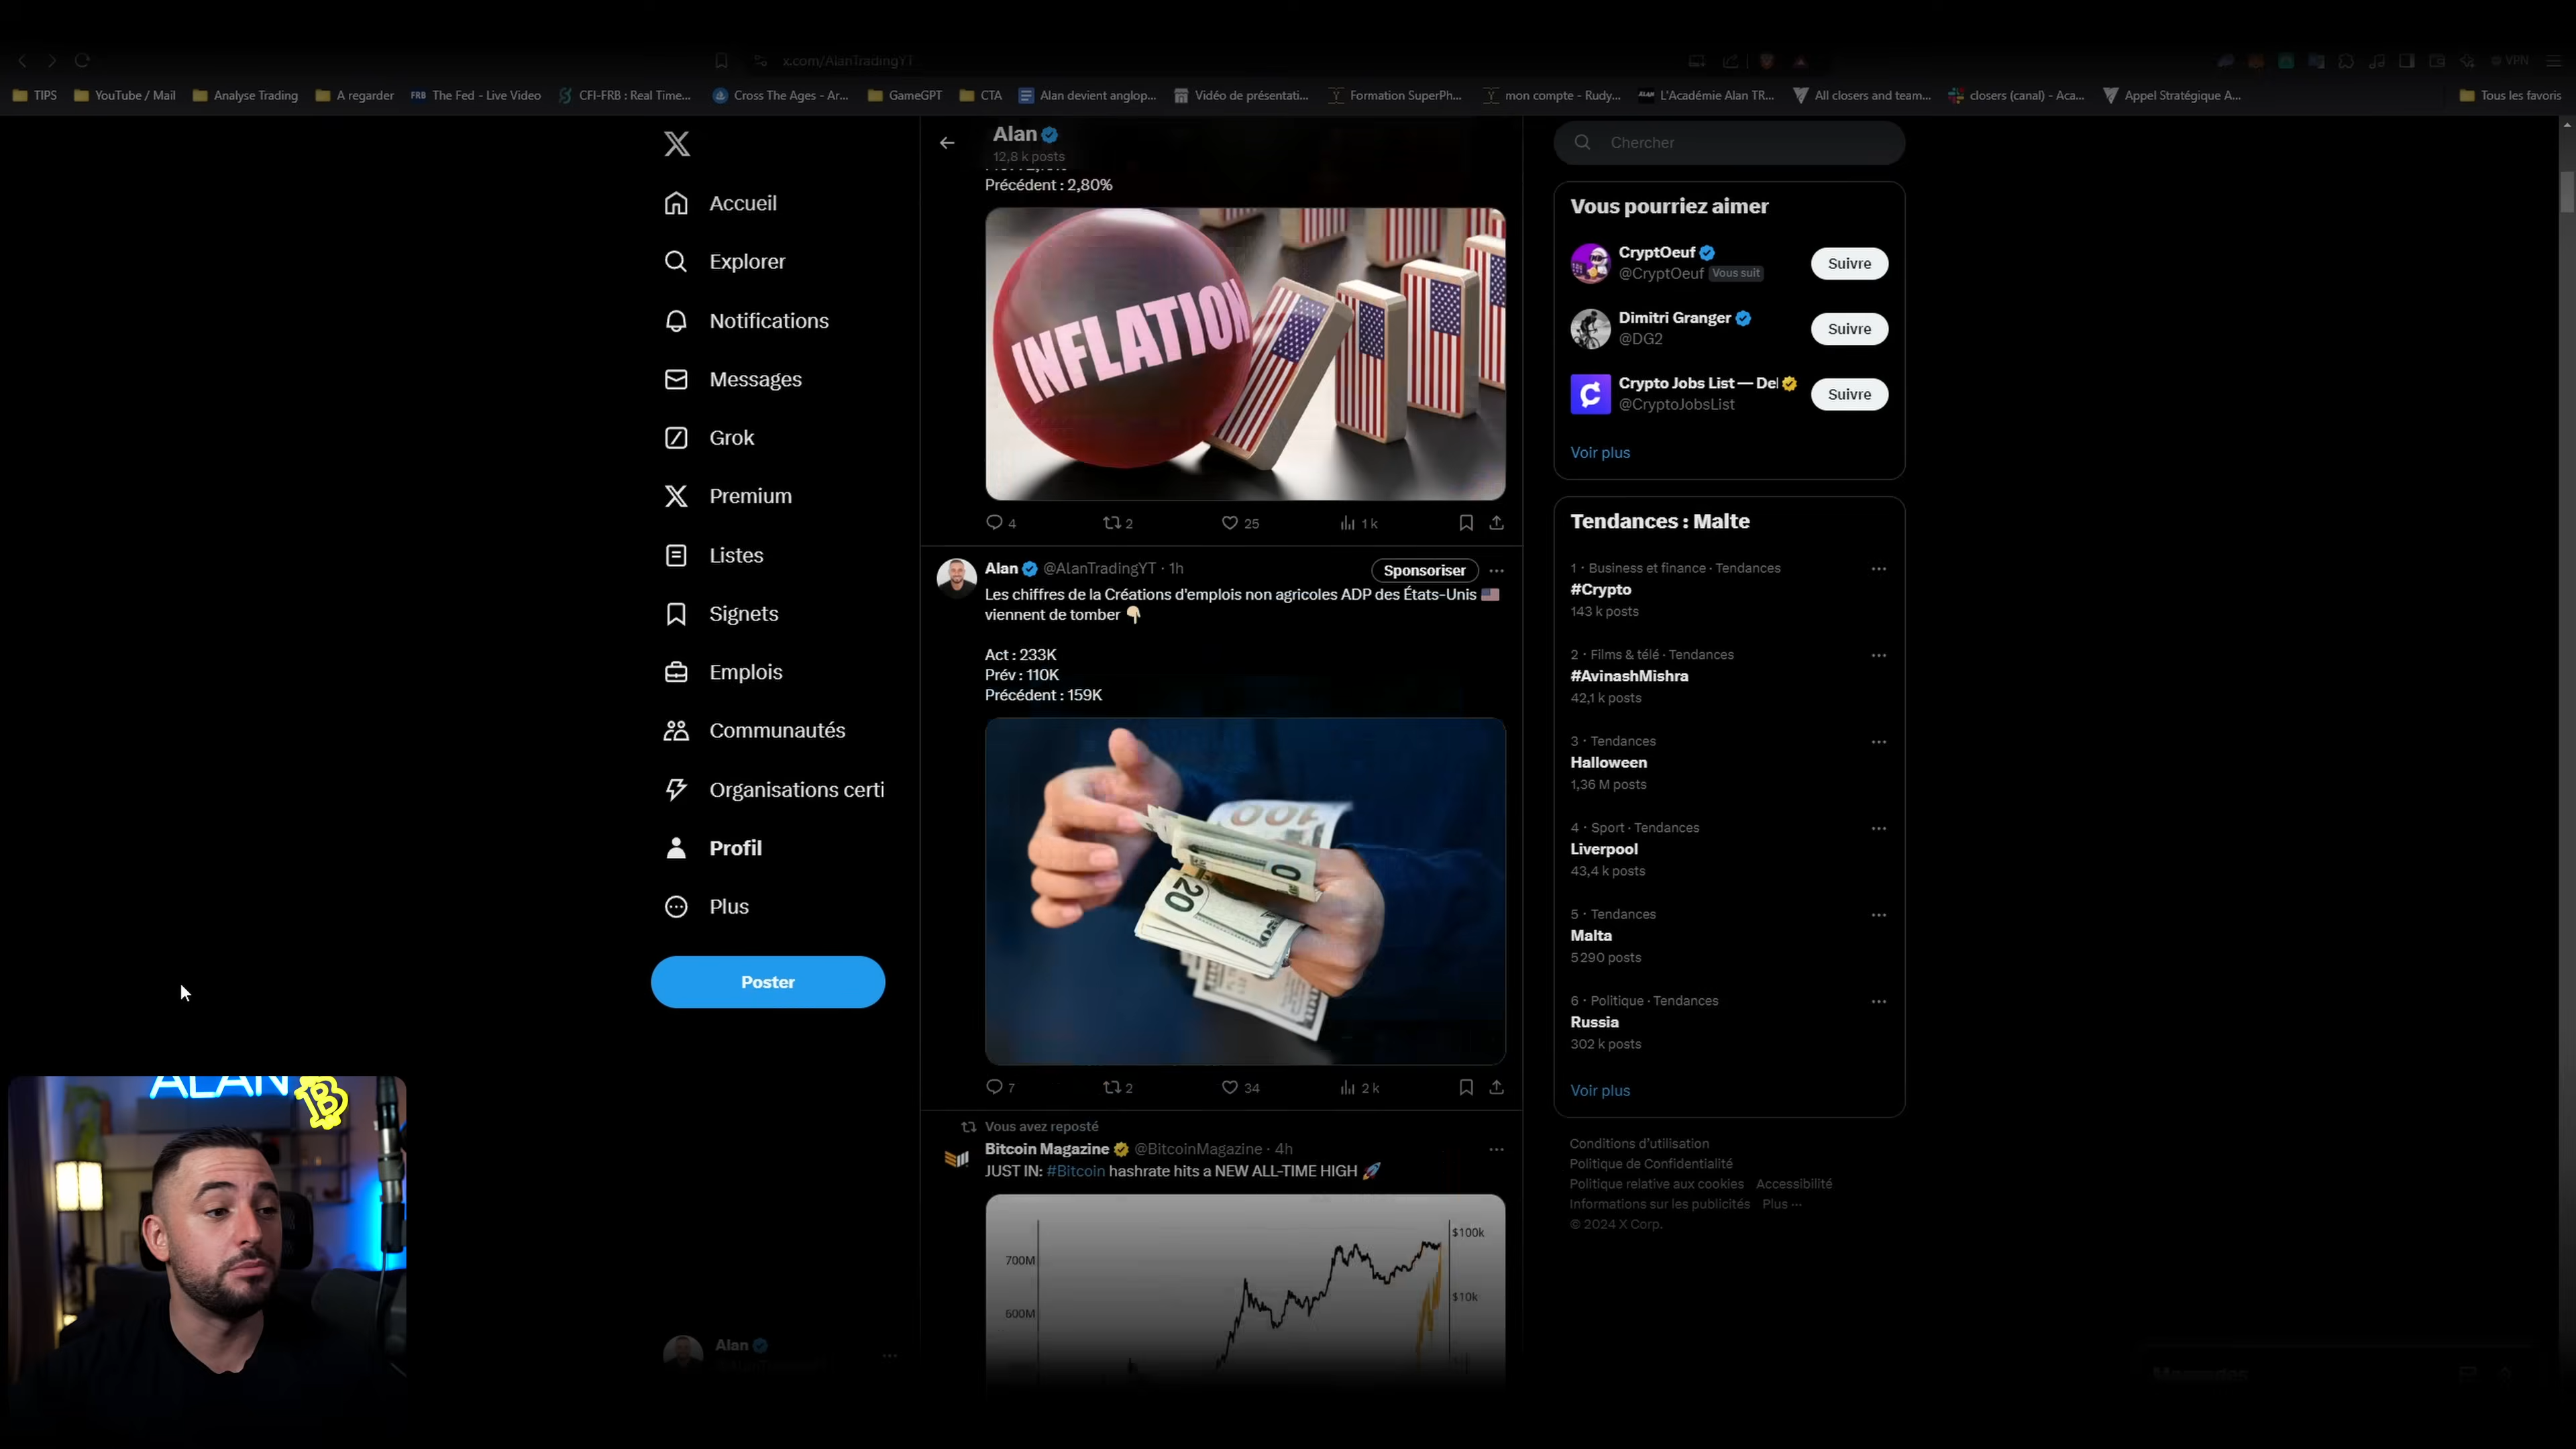 x.com/AlanTradingYT
VPN
TIPS
YouTube / Mail
Analyse Trading
A regarder
FRB
The Fed - Live Video
CFI-FRB : Real Time...
Cross The Ages - Ar...
GameGPT
CTA
Alan devient anglop...
Vidéo de présentati...
Formation SuperPh...
mon compte - Rudy...
L'Académie Alan TR...
All closers and team...
closers (canal) - Aca...
Appel Stratégique A...
Tous les favoris
Accueil
Explorer
Notifications
Messages
Grok
Premium
Listes
Signets
Emplois
Communautés
Organisations certi
Profil
Plus
Poster
Alan
ALAN
Alan
12,8 k posts
Précédent : 2,80%
INFLATION
4
2
25
1 k
Alan @AlanTradingYT · 1h
Sponsoriser
Les chiffres de la Créations d'emplois non agricoles ADP des États-Unis
viennent de tomber
Act : 233K
Prév : 110K
Précédent : 159K
100
0
20
7
2
34
2 k
Vous avez reposté
Bitcoin Magazine @BitcoinMagazine · 4h
JUST IN: #Bitcoin hashrate hits a NEW ALL-TIME HIGH
$100k
700M
$10k
600M
Chercher
Vous pourriez aimer
CryptOeuf
@CryptOeuf Vous suit
Suivre
Dimitri Granger
@DG2
Suivre
Crypto Jobs List — De
@CryptoJobsList
Suivre
Voir plus
Tendances : Malte
1 · Business et finance · Tendances
#Crypto
143 k posts
2 · Films & télé · Tendances
#AvinashMishra
42,1 k posts
3 · Tendances
Halloween
1,36 M posts
4 · Sport · Tendances
Liverpool
43,4 k posts
5 · Tendances
Malta
5 290 posts
6 · Politique · Tendances
Russia
302 k posts
Voir plus
Conditions d'utilisation
Politique de Confidentialité
Politique relative aux cookies Accessibilité
Informations sur les publicités Plus ···
© 2024 X Corp.